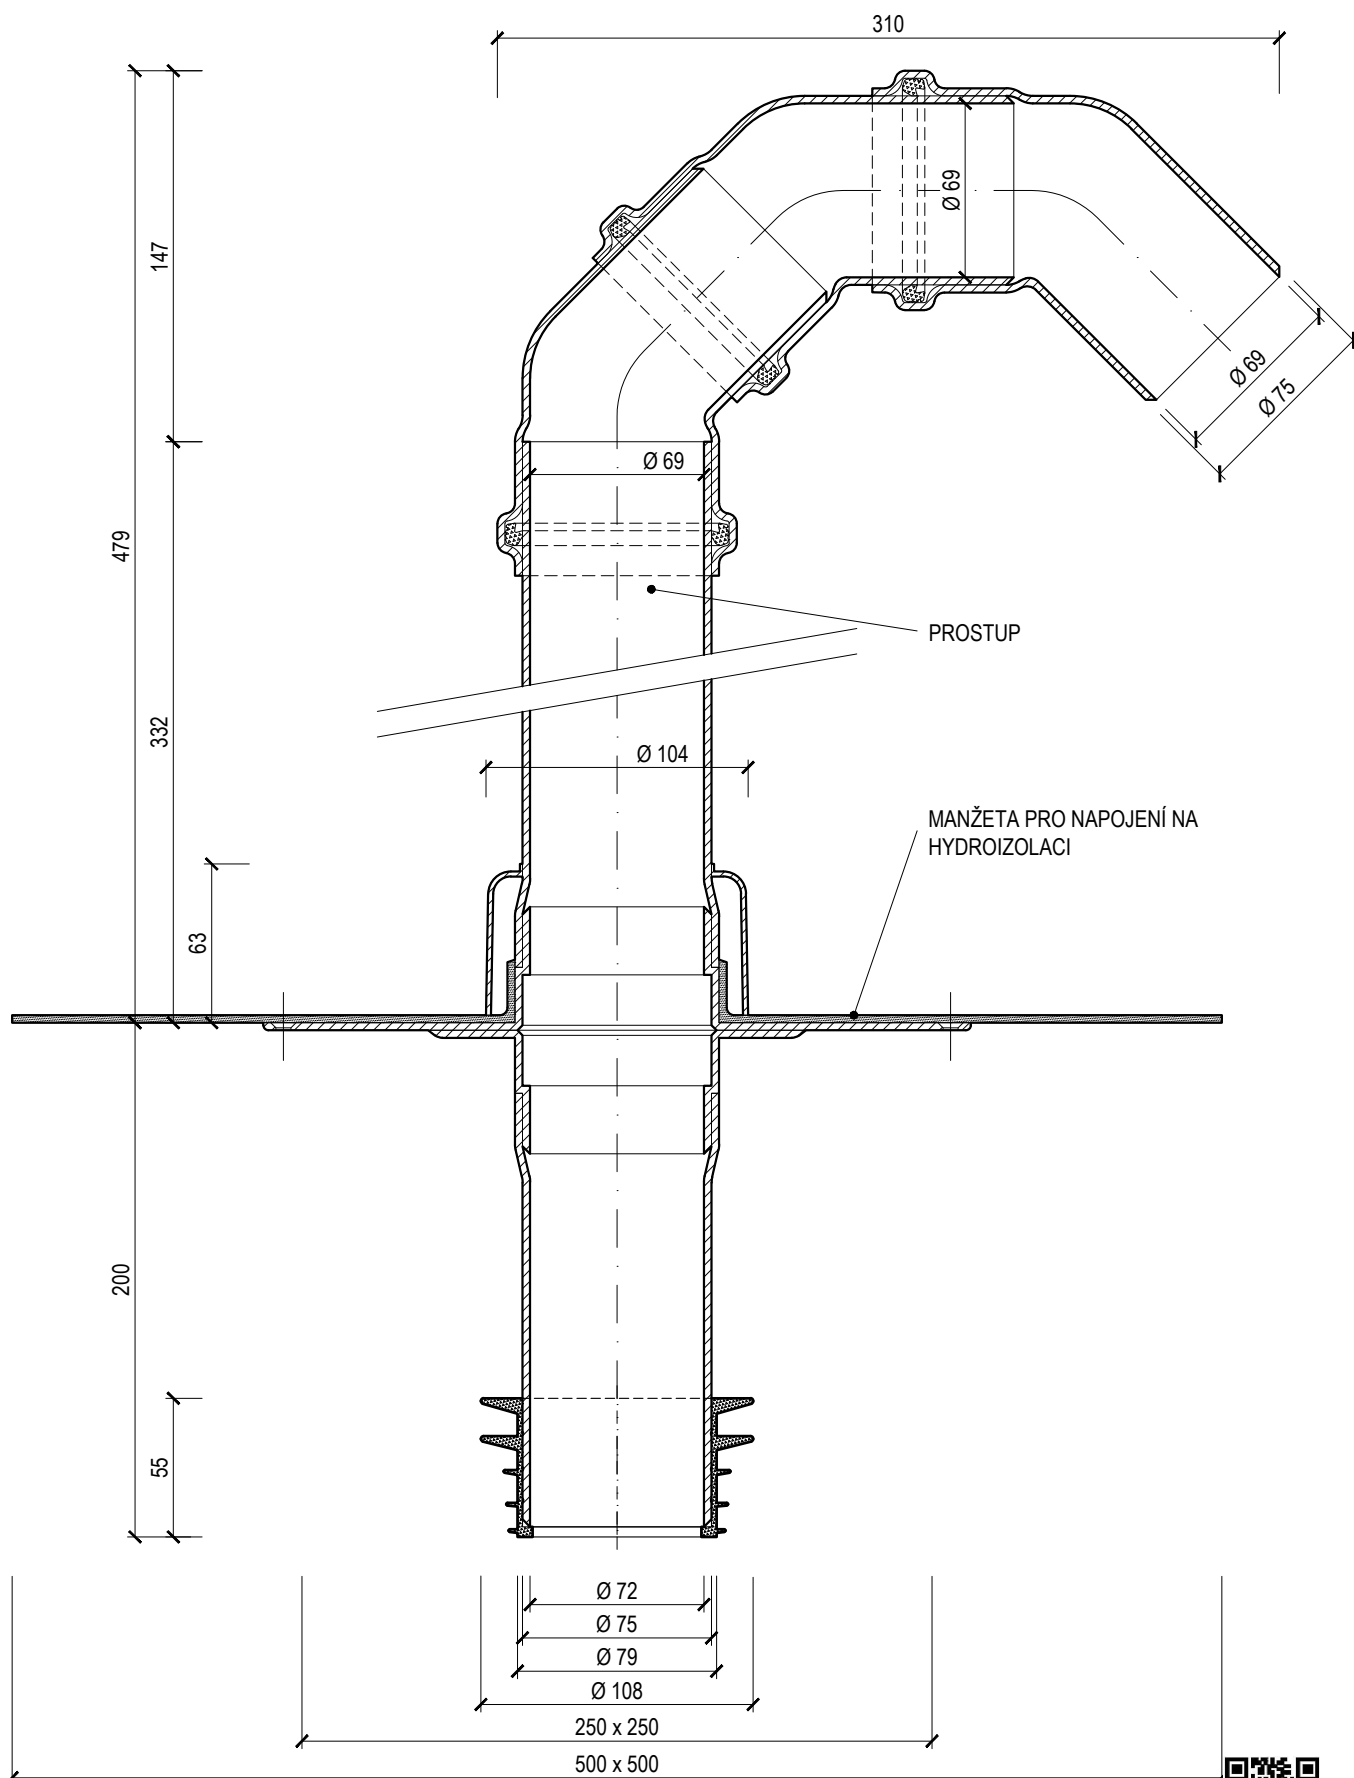 310
147
Ø 69
Ø 69
Ø 75
Ø 69
479
PROSTUP
332
Ø 104
MANŽETA PRO NAPOJENÍ NA
HYDROIZOLACI
63
200
55
Ø 72
Ø 75
Ø 79
Ø 108
250 x 250
500 x 500